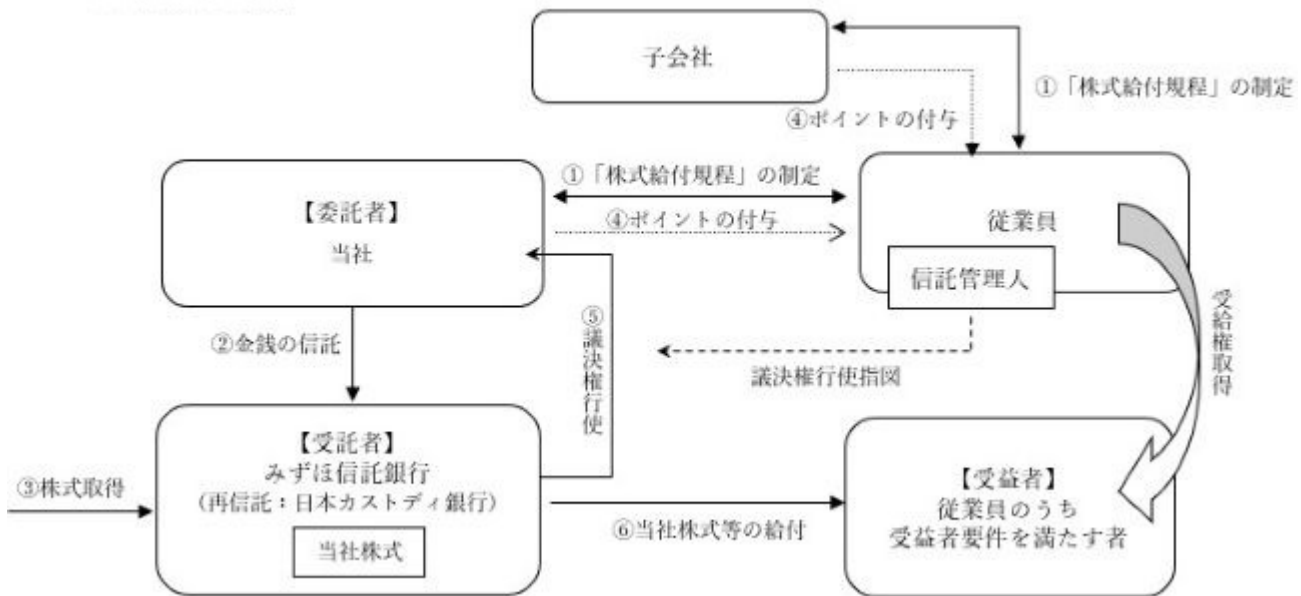 子会社
①「株式給付規程」の制定
④ポイントの付与
①「株式給付規程」の制定
【委託者】
当社
④ポイントの付与
従業員
信託管理人
②金銭の信託
⑤議決権行使
議決権行使指図
受給権取得
【受託者】
みずほ信託銀行
(再信託：日本カストディ銀行)
当社株式
③株式取得
⑥当社株式等の給付
【受益者】
従業員のうち
受益者要件を満たす者